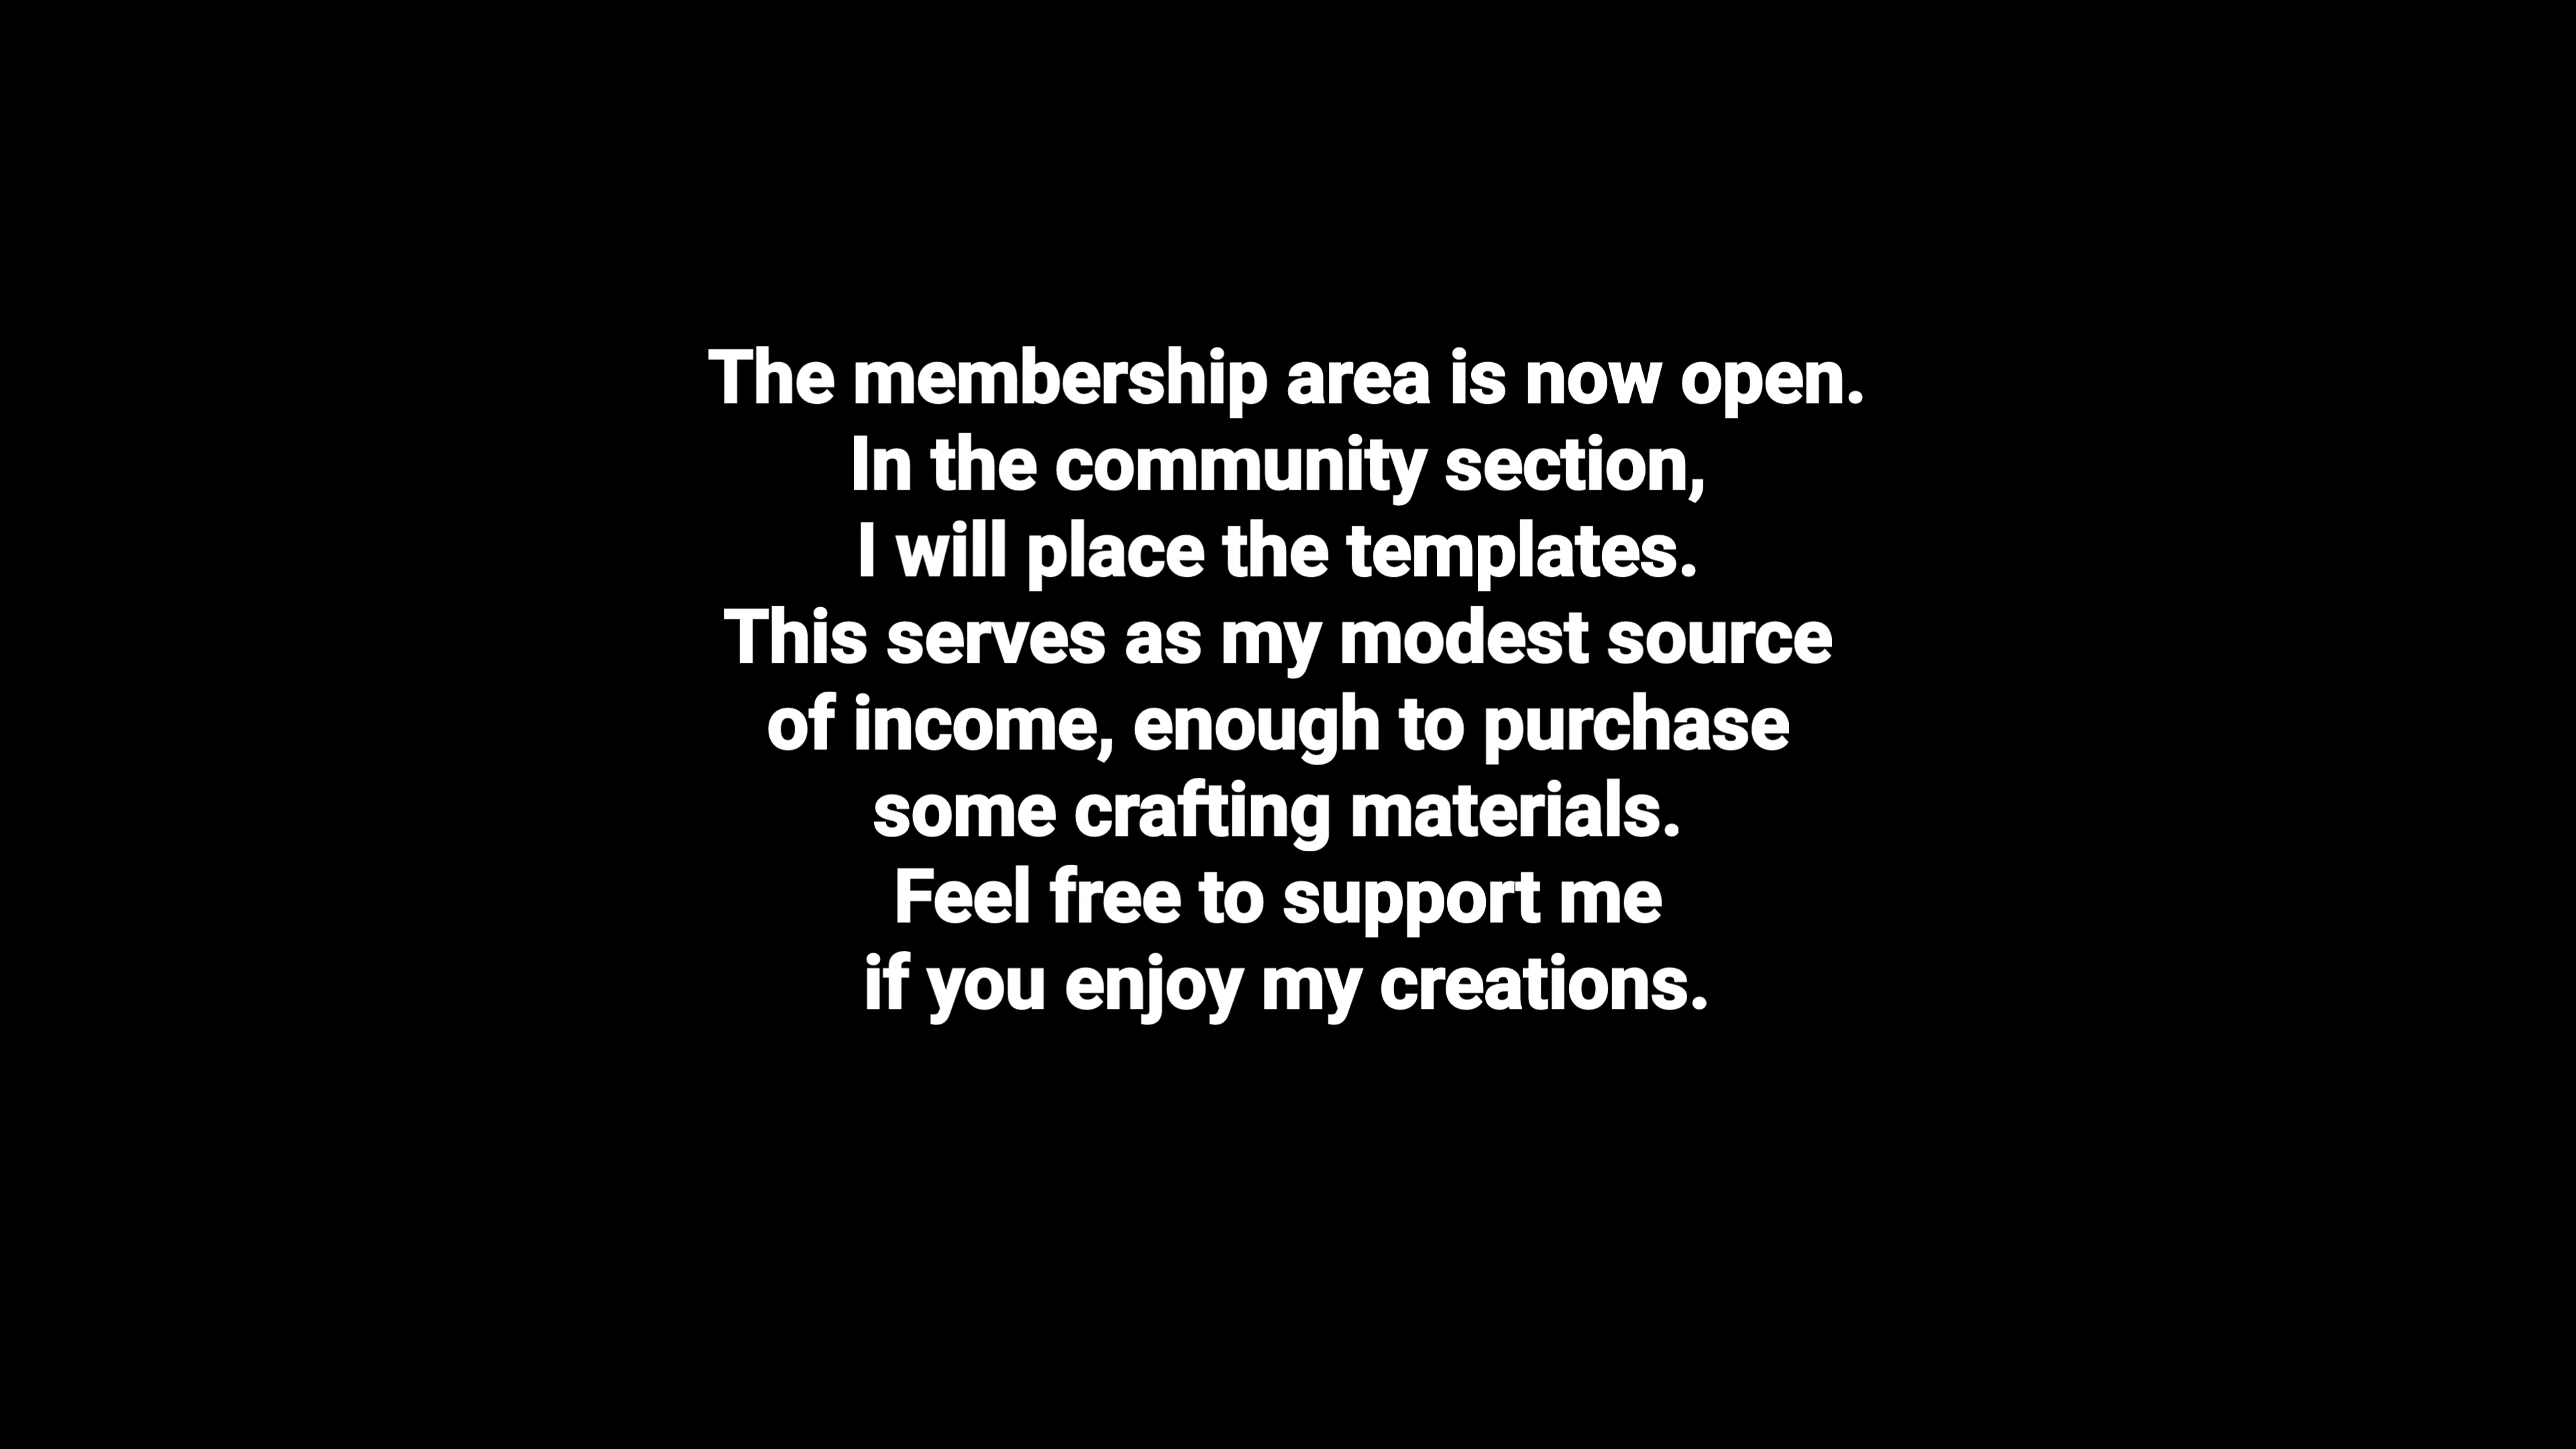 The membership area is now open.
In the community section,
I will place the templates.
This serves as my modest source
of income, enough to purchase
some crafting materials.
Feel free to support me
if you enjoy my creations.